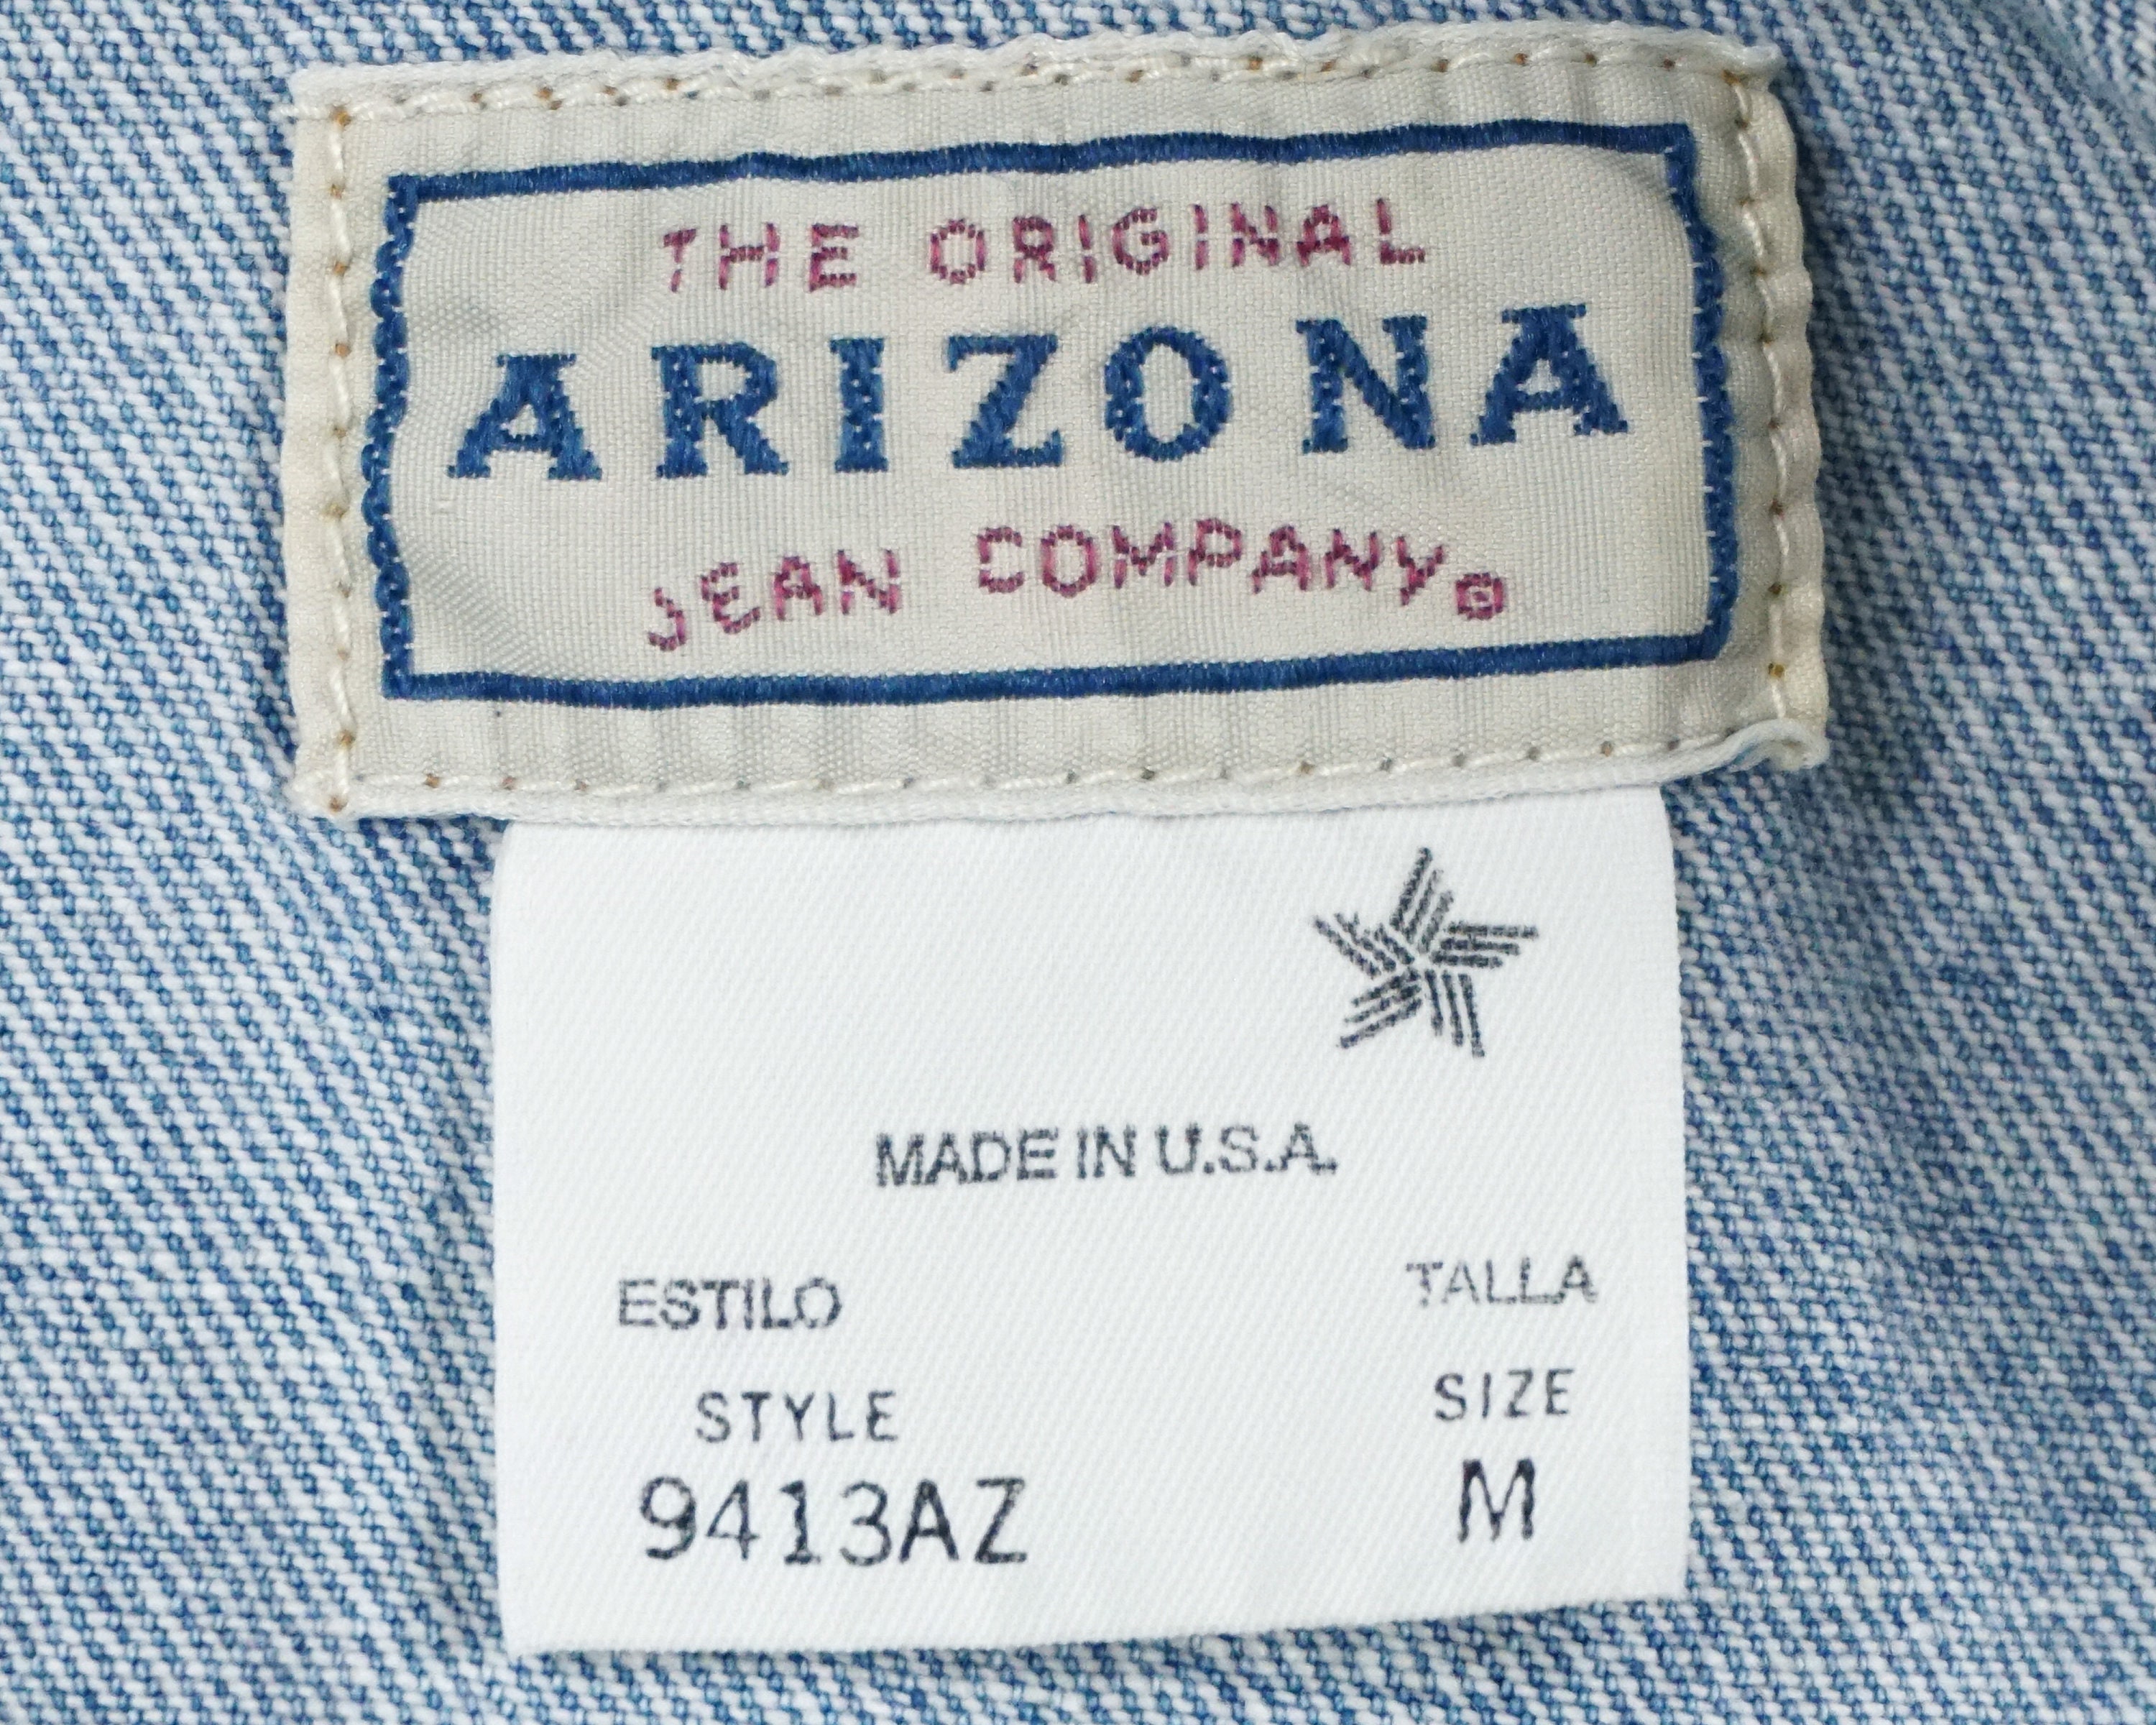 THE ORIGINAL
ARIZONA
JEAN COMPANY®
MADE IN U.S.A.
ESTILO TALLA
STYLE SIZE
9413AZ M